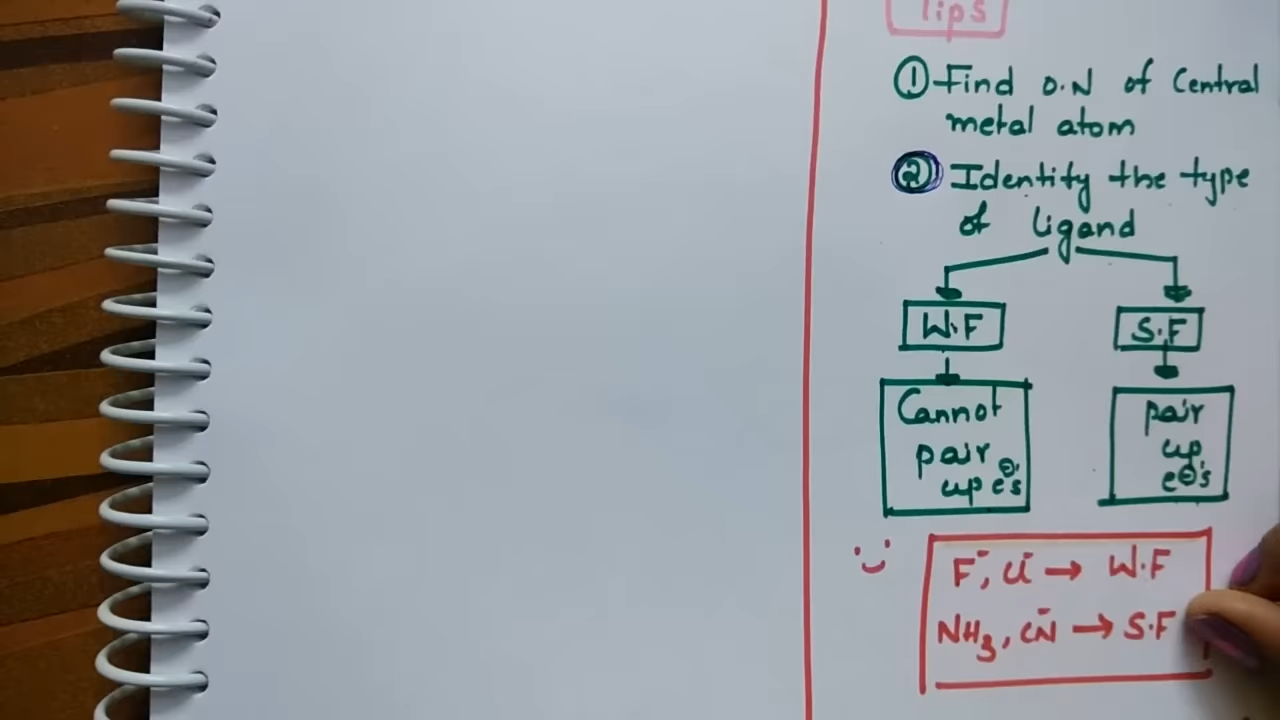 Tips
① Find O.N of Central
metal atom
② Identify the type
of ligand
W.F
S.F
Cannot
pair
up e⊖'s
pair
up
e⊖'s
F⁻, Cl⁻ → W.F
NH₃, CN⁻ → S.F